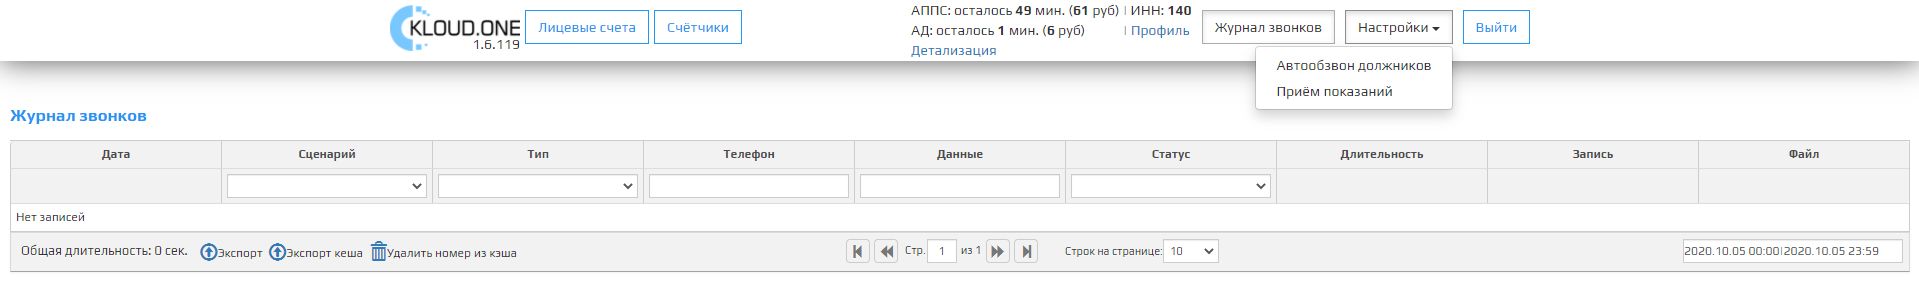 KLOUD.ONE
1.6.119
Лицевые счета
Счётчики
АППС: осталось 49 мин. (61 руб) | ИНН: 140
АД: осталось 1 мин. (6 руб) | Профиль
Детализация
Журнал звонков
Настройки
Выйти
Автообзвон должников
Приём показаний
Журнал звонков
Дата Сценарий Тип Телефон Данные Статус Длительность Запись Файл
Нет записей
Общая длительность: 0 сек. Экспорт Экспорт кеша Удалить номер из кэша Стр. 1 из 1 Строк на странице: 10 2020.10.05 00:00|2020.10.05 23:59